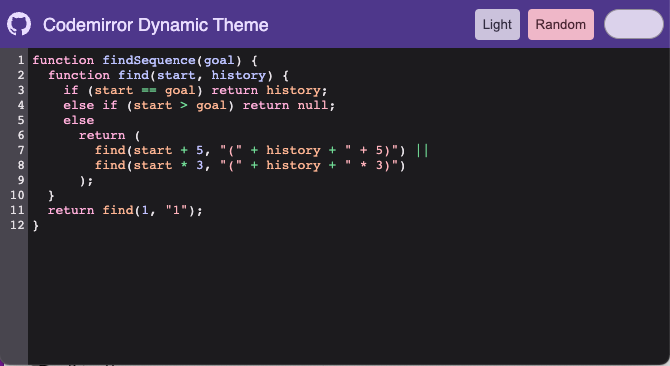 Codemirror Dynamic Theme
Light
Random
1 function findSequence(goal) {
2   function find(start, history) {
3     if (start == goal) return history;
4     else if (start > goal) return null;
5     else
6       return (
7         find(start + 5, "(" + history + " + 5)") ||
8         find(start * 3, "(" + history + " * 3)")
9       );
10   }
11   return find(1, "1");
12 }